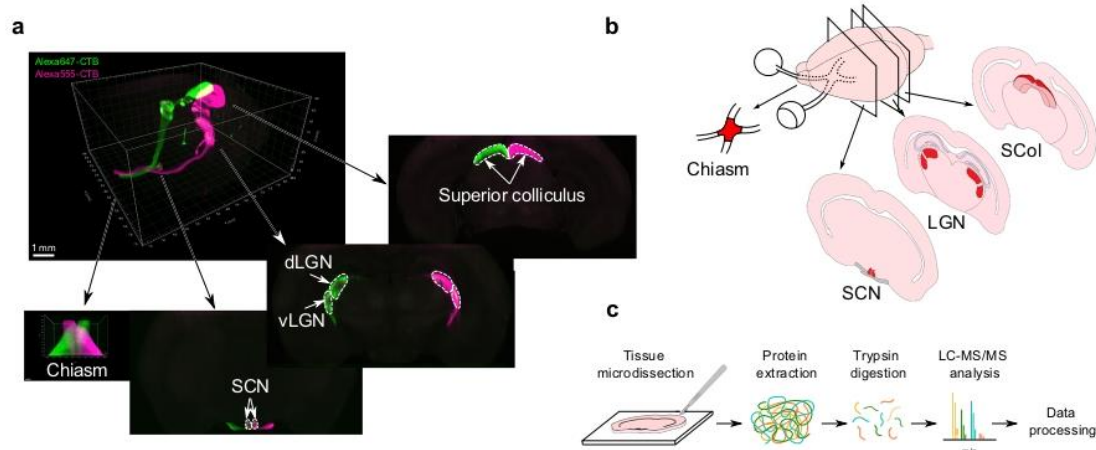 a
Alexa647-CTB
Alexa555-CTB
1 mm
Superior colliculus
dLGN
vLGN
Chiasm
SCN
b
Chiasm
SCol
LGN
SCN
c
Tissue
microdissection
Protein
extraction
Trypsin
digestion
LC-MS/MS
analysis
Data
processing